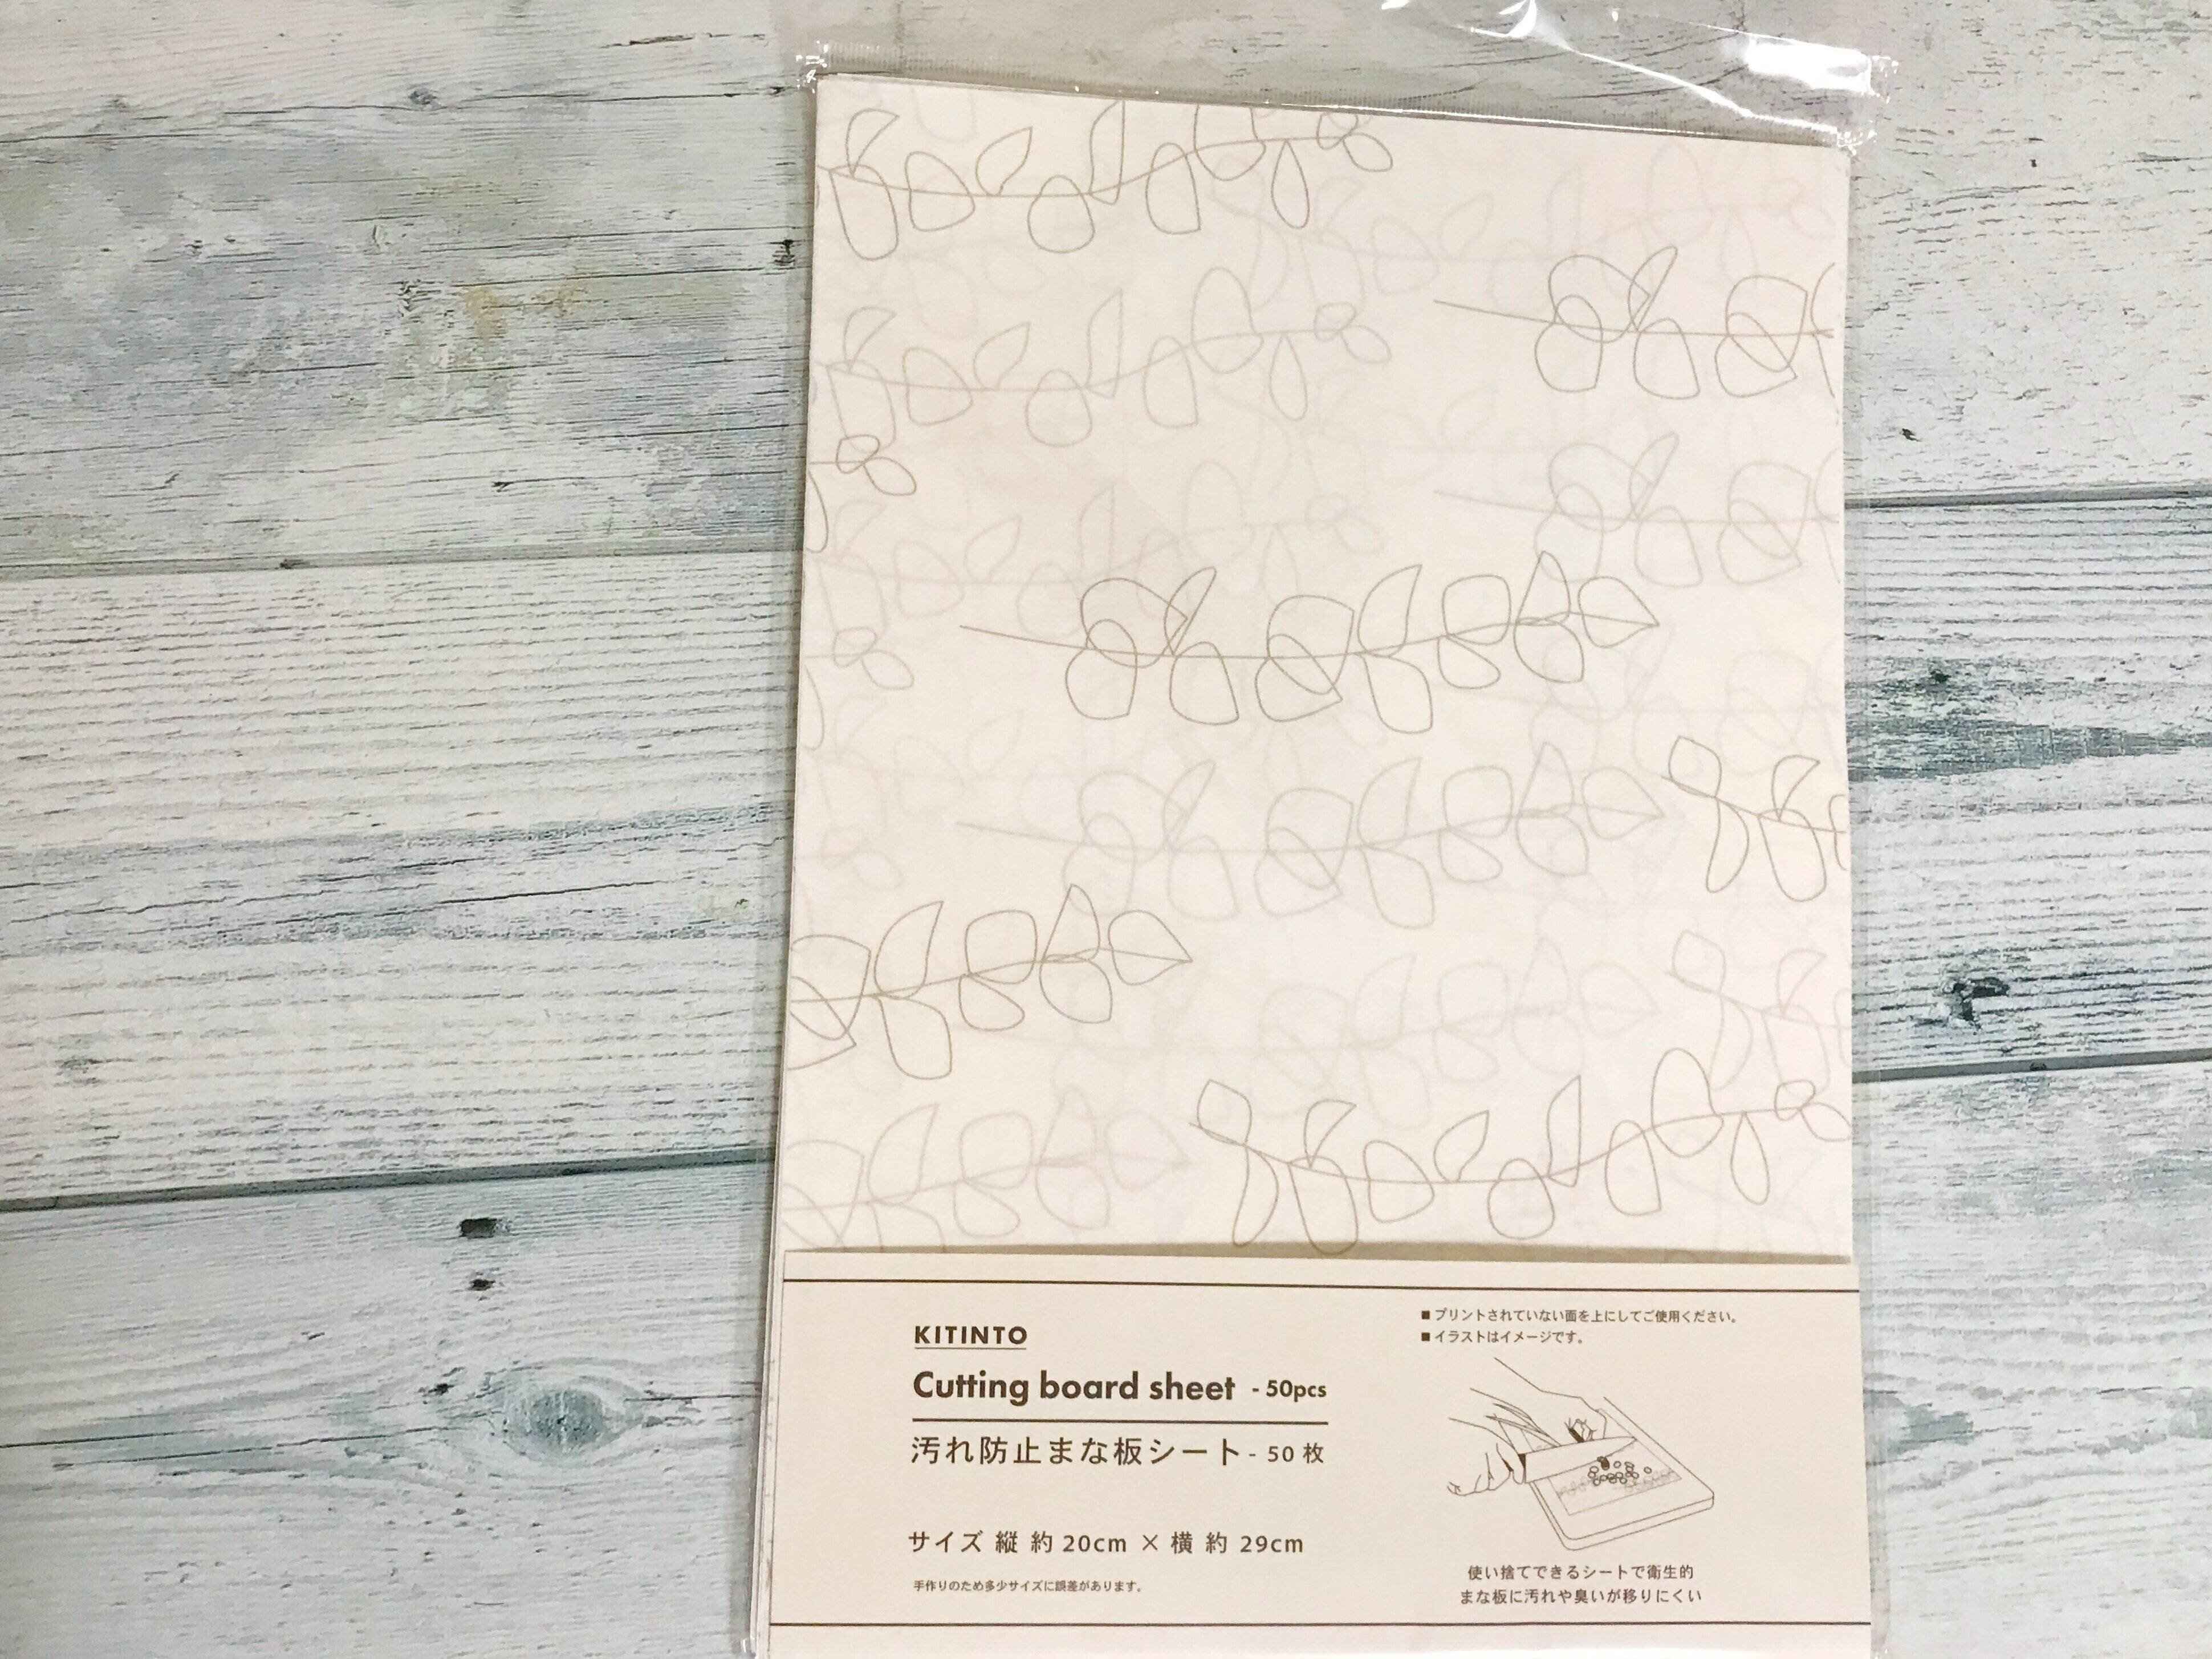 KITINTO
Cutting board sheet - 50pcs
汚れ防止まな板シート- 50 枚
サイズ 縦 約 20cm × 横 約 29cm
手作りのため多少サイズに誤差があります。
■ プリントされていない面を上にしてご使用ください。
■ イラストはイメージです。
使い捨てできるシートで衛生的
まな板に汚れや臭いが移りにくい